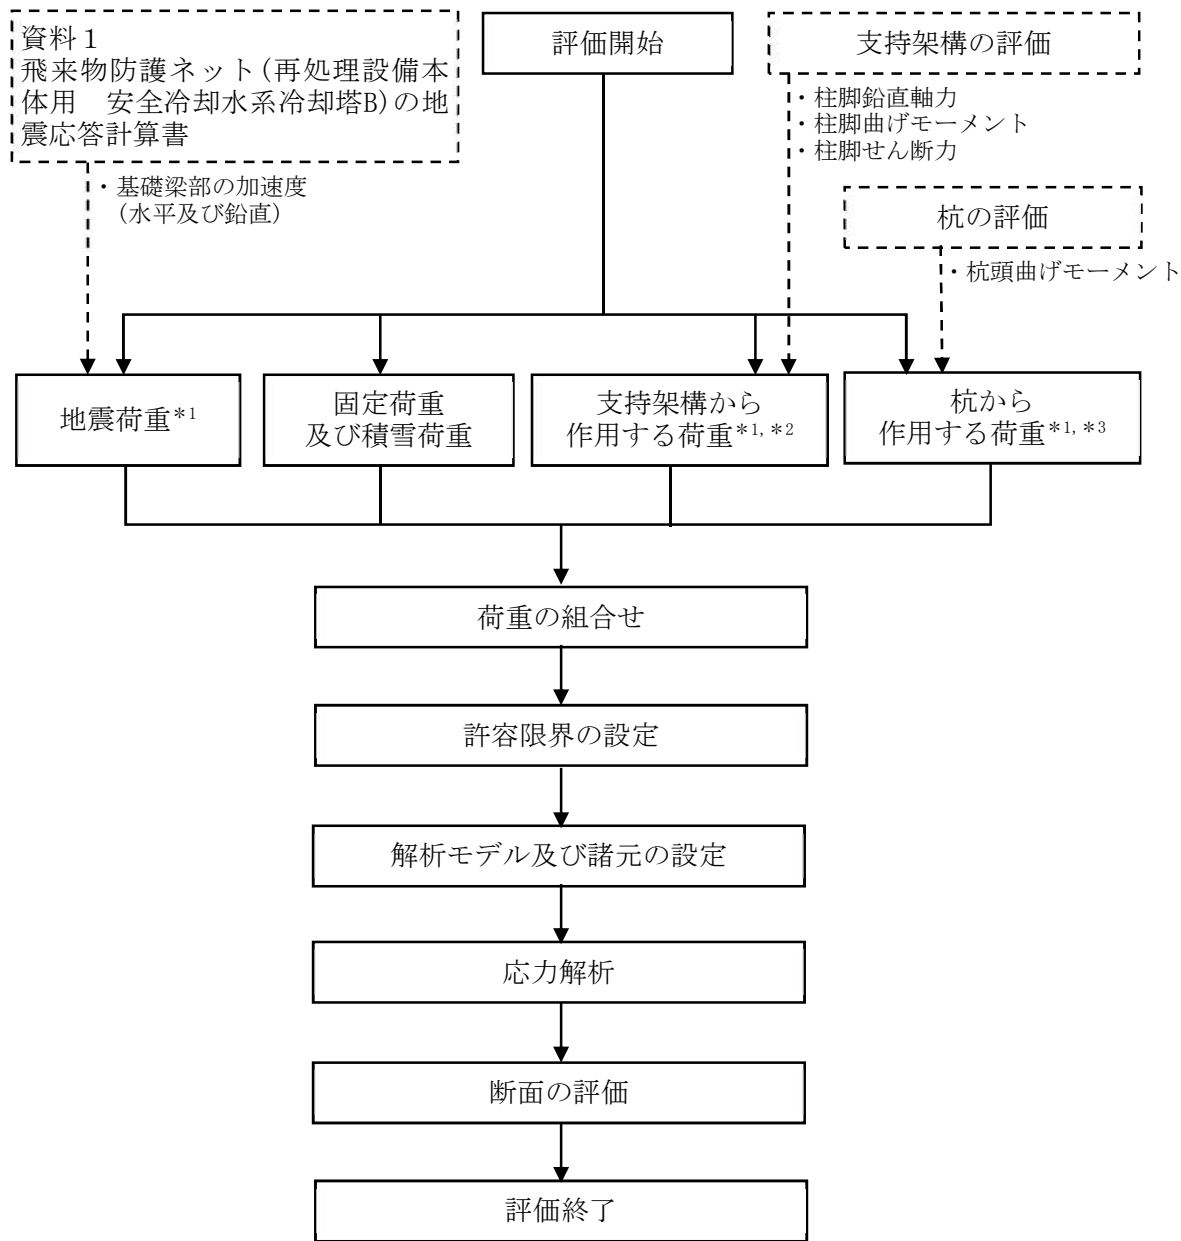 資料１
飛来物防護ネット(再処理設備本
体用　安全冷却水系冷却塔B)の地
震応答計算書
評価開始
支持架構の評価
・柱脚鉛直軸力
・柱脚曲げモーメント
・柱脚せん断力
・基礎梁部の加速度
(水平及び鉛直)
杭の評価
・杭頭曲げモーメント
地震荷重*1
固定荷重
及び積雪荷重
支持架構から
作用する荷重*1, *2
杭から
作用する荷重*1, *3
荷重の組合せ
許容限界の設定
解析モデル及び諸元の設定
応力解析
断面の評価
評価終了